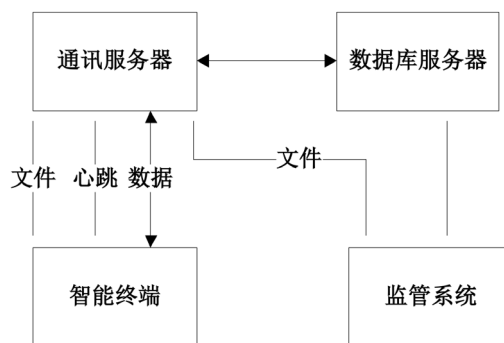 通讯服务器
数据库服务器
文件
文件
心跳
数据
智能终端
监管系统